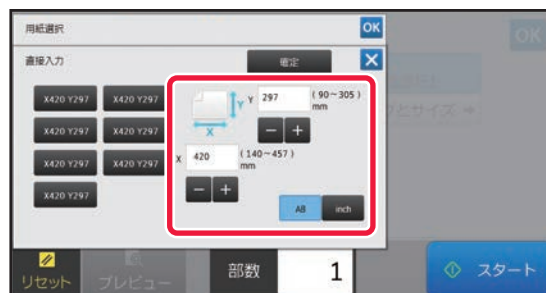 用紙選択
OK
直接入力
確定
X420 Y297
X420 Y297
X420 Y297
X420 Y297
X420 Y297
X420 Y297
X420 Y297
Y
X
Y
297
(90～305)
mm
X
420
(140～457)
mm
AB
inch
OK
リセット
プレビュー
部数
1
スタート